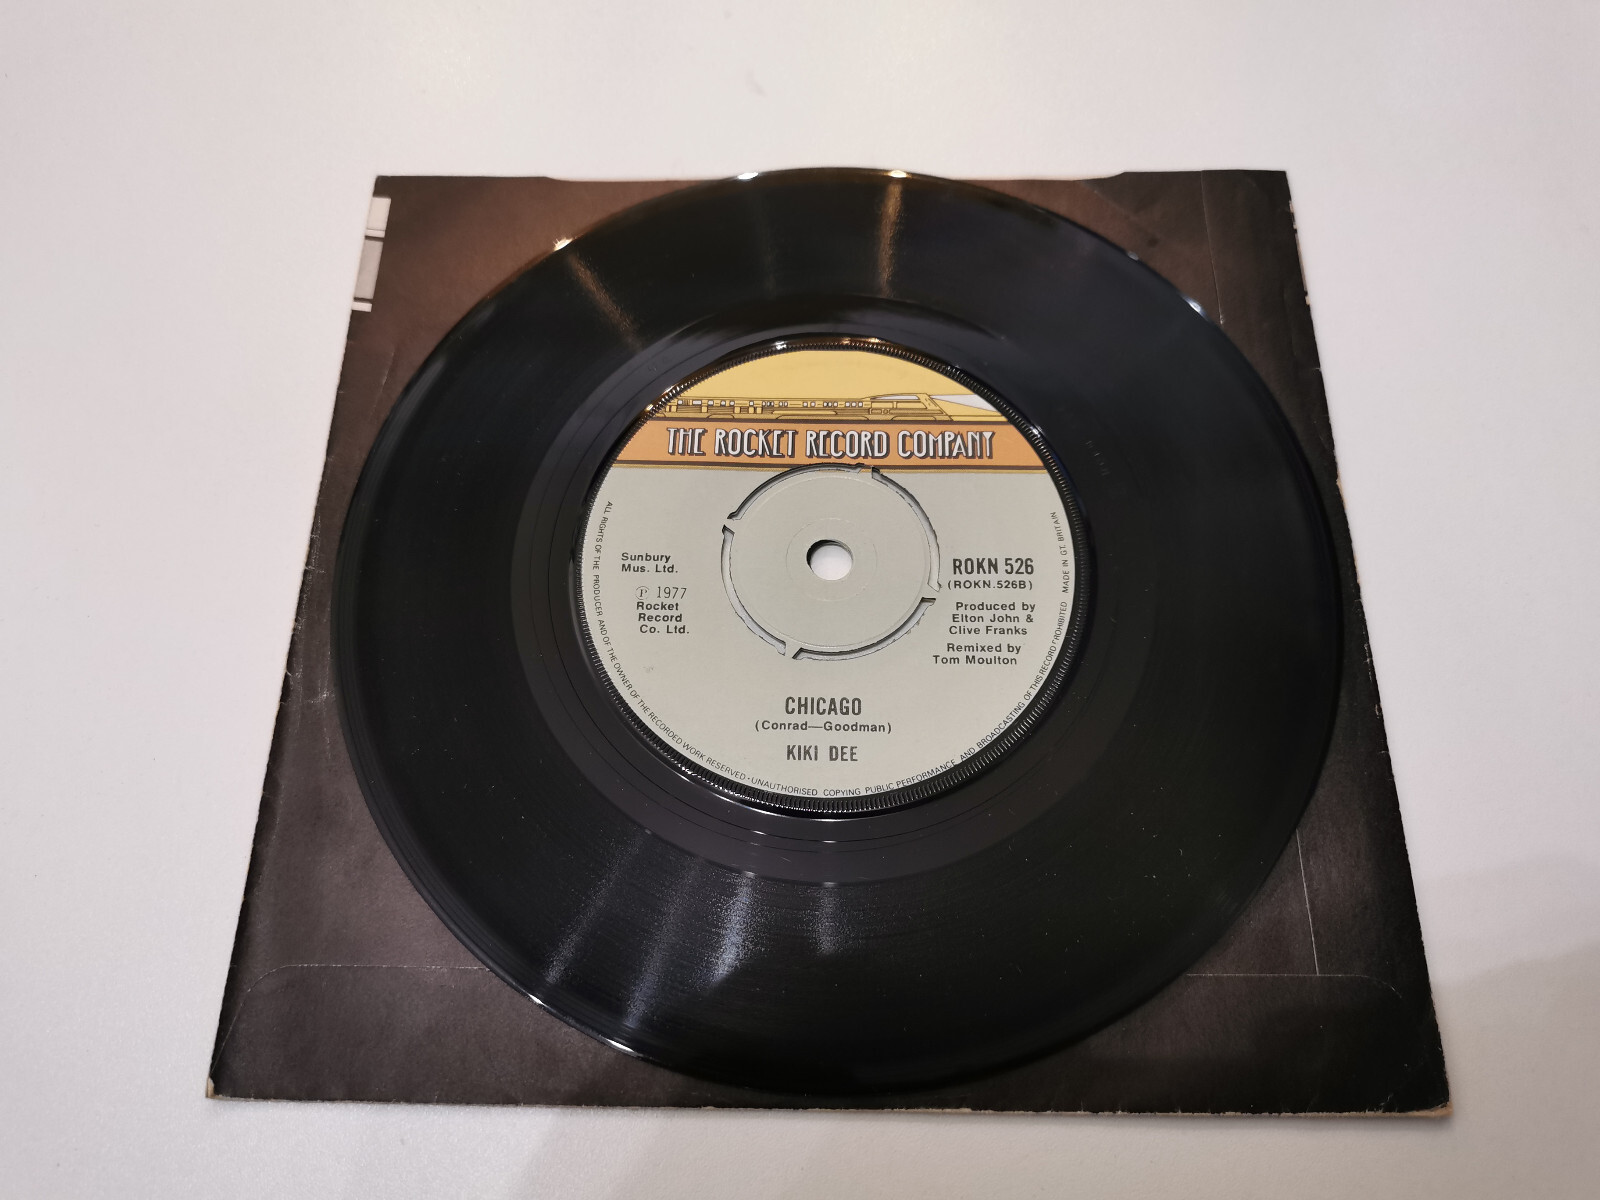 THE ROCKET RECORD COMPANY
Sunbury
Mus. Ltd.
℗ 1977
Rocket
Record
Co. Ltd.
ROKN 526
(ROKN.526B)
Produced by
Elton John &
Clive Franks
Remixed by
Tom Moulton
CHICAGO
(Conrad—Goodman)
KIKI DEE
ALL RIGHTS OF THE PRODUCER AND OF THE OWNER OF THE RECORDED WORK RESERVED · UNAUTHORISED COPYING PUBLIC PERFORMANCE AND BROADCASTING OF THIS RECORD PROHIBITED MADE IN GT. BRITAIN